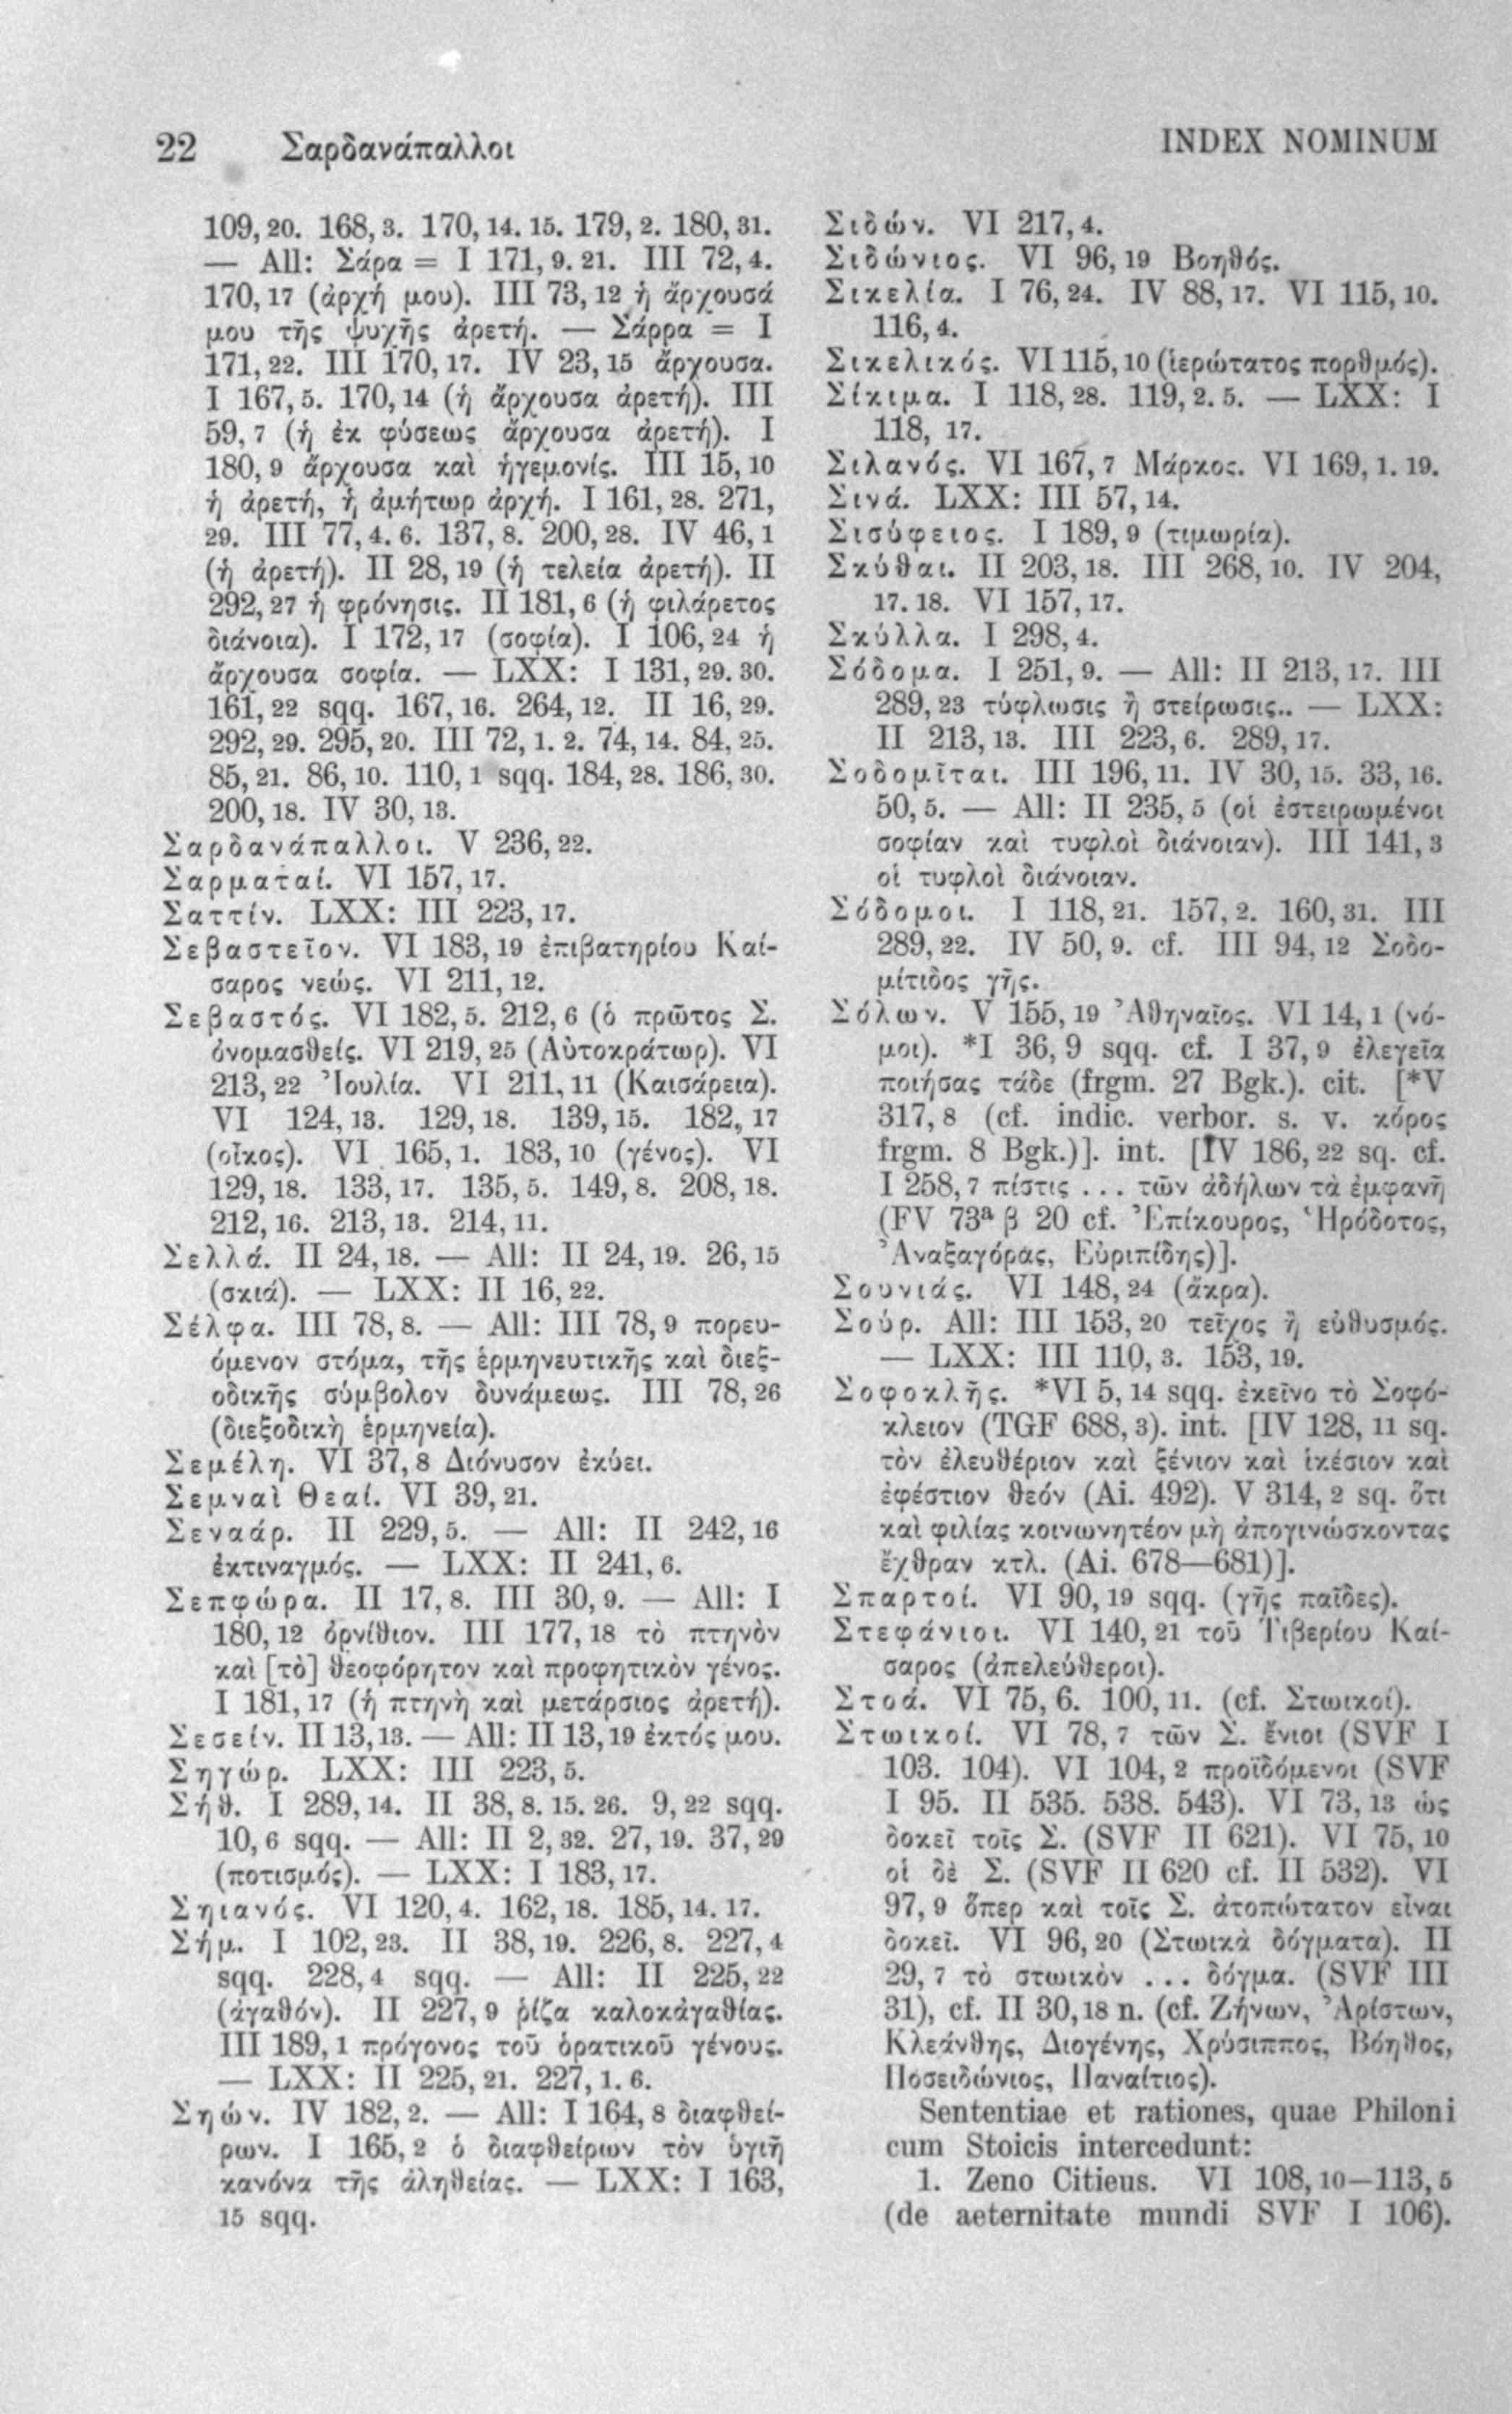 22 Σαρδανάπαλλοι INDEX NOMINUM
109, 20. 168, 3. 170, 14. 15. 179, 2. 180, 31.
— All: Σάρα = I 171, 9. 21. III 72, 4.
170, 17 (ἀρχή μου). III 73, 12 ἡ ἄρχουσά
μου τῆς ψυχῆς ἀρετή. — Σάρρα = I
171, 22. III 170, 17. IV 23, 15 ἄρχουσα.
I 167, 5. 170, 14 (ἡ ἄρχουσα ἀρετή). III
59, 7 (ἡ ἐκ φύσεως ἄρχουσα ἀρετή). I
180, 9 ἄρχουσα καὶ ἡγεμονίς. III 15, 10
ἡ ἀρετή, ἡ ἀμήτωρ ἀρχή. I 161, 28. 271,
29. III 77, 4. 6. 137, 8. 200, 28. IV 46, 1
(ἡ ἀρετή). II 28, 19 (ἡ τελεία ἀρετή). II
292, 27 ἡ φρόνησις. II 181, 6 (ἡ φιλάρετος
διάνοια). I 172, 17 (σοφία). I 106, 24 ἡ
ἄρχουσα σοφία. — LXX: I 131, 29. 30.
161, 22 sqq. 167, 16. 264, 12. II 16, 29.
292, 29. 295, 20. III 72, 1. 2. 74, 14. 84, 25.
85, 21. 86, 10. 110, 1 sqq. 184, 28. 186, 30.
200, 18. IV 30, 13.
Σαρδανάπαλλοι. V 236, 22.
Σαρματαί. VI 157, 17.
Σαττίν. LXX: III 223, 17.
Σεβαστεῖον. VI 183, 19 ἐπιβατηρίου Καί-
σαρος νεώς. VI 211, 12.
Σεβαστός. VI 182, 5. 212, 6 (ὁ πρῶτος Σ.
ὀνομασθείς. VI 219, 25 (Αὐτοκράτωρ). VI
213, 22 Ἰουλία. VI 211, 11 (Καισάρεια).
VI 124, 13. 129, 18. 139, 15. 182, 17
(οἶκος). VI 165, 1. 183, 10 (γένος). VI
129, 18. 133, 17. 135, 5. 149, 8. 208, 18.
212, 16. 213, 13. 214, 11.
Σελλά. II 24, 18. — All: II 24, 19. 26, 15
(σκιά). — LXX: II 16, 22.
Σέλφα. III 78, 8. — All: III 78, 9 πορευ-
όμενον στόμα, τῆς ἑρμηνευτικῆς καὶ διεξ-
οδικῆς σύμβολον δυνάμεως. III 78, 26
(διεξοδικὴ ἑρμηνεία).
Σεμέλη. VI 37, 8 Διόνυσον ἐκύει.
Σεμναὶ Θεαί. VI 39, 21.
Σεναάρ. II 229, 5. — All: II 242, 16
ἐκτιναγμός. — LXX: II 241, 6.
Σεπφώρα. II 17, 8. III 30, 9. — All: I
180, 12 ὀρνίθιον. III 177, 18 τὸ πτηνὸν
καὶ [τὸ] θεοφόρητον καὶ προφητικὸν γένος.
I 181, 17 (ἡ πτηνὴ καὶ μετάρσιος ἀρετή).
Σεσείν. II 13, 13. — All: II 13, 19 ἐκτός μου.
Σηγώρ. LXX: III 223, 5.
Σήθ. I 289, 14. II 38, 8. 15. 26. 9, 22 sqq.
10, 6 sqq. — All: II 2, 32. 27, 19. 37, 29
(ποτισμός). — LXX: I 183, 17.
Σηιανός. VI 120, 4. 162, 18. 185, 14. 17.
Σήμ. I 102, 23. II 38, 19. 226, 8. 227, 4
sqq. 228, 4 sqq. — All: II 225, 22
(ἀγαθόν). II 227, 9 ῥίζα καλοκἀγαθίας.
III 189, 1 πρόγονος τοῦ ὁρατικοῦ γένους.
— LXX: II 225, 21. 227, 1. 6.
Σηών. IV 182, 2. — All: I 164, 8 διαφθεί-
ρων. I 165, 2 ὁ διαφθείριων τὸν ὑγιῆ
κανόνα τῆς ἀληθείας. — LXX: I 163,
15 sqq.
Σιδών. VI 217, 4.
Σιδώνιος. VI 96, 19 Βοηθός.
Σικελία. I 76, 24. IV 88, 17. VI 115, 10.
116, 4.
Σικελικός. VI 115, 10 (ἱερώτατος πορθμός).
Σίκιμα. I 118, 28. 119, 2. 5. — LXX: I
118, 17.
Σιλανός. VI 167, 7 Μάρκος. VI 169, 1. 19.
Σινά. LXX: III 57, 14.
Σισύφειος. I 189, 9 (τιμωρία).
Σκύθαι. II 203, 18. III 268, 10. IV 204,
17. 18. VI 157, 17.
Σκύλλα. I 298, 4.
Σόδομα. I 251, 9. — All: II 213, 17. III
289, 23 τύφλωσις ἢ στείρωσις.. — LXX:
II 213, 13. III 223, 6. 289, 17.
Σοδομῖται. III 196, 11. IV 30, 15. 33, 16.
50, 5. — All: II 235, 5 (οἱ ἐστειρωμένοι
σοφίαν καὶ τυφλοὶ διάνοιαν). III 141, 3
οἱ τυφλοὶ διάνοιαν.
Σόδομοι. I 118, 21. 157, 2. 160, 31. III
289, 22. IV 50, 9. cf. III 94, 12 Σοδο-
μίτιδος γῆς.
Σόλων. V 155, 19 Ἀθηναῖος. VI 14, 1 (νό-
μοι). *I 36, 9 sqq. cf. I 37, 9 ἐλεγεῖα
ποιήσας τάδε (frgm. 27 Bgk.). cit. [*V
317, 8 (cf. indic. verbor. s. v. κόρος
frgm. 8 Bgk.)]. int. [IV 186, 22 sq. cf.
I 258, 7 πίστις ... τῶν ἀδήλων τὰ ἐμφανῆ
(FV 73ª β 20 cf. Ἐπίκουρος, Ἡρόδοτος,
Ἀναξαγόρας, Εὐριπίδης)].
Σουνιάς. VI 148, 24 (ἄκρα).
Σούρ. All: III 153, 20 τεῖχος ἢ εὐθυσμός.
— LXX: III 110, 3. 153, 19.
Σοφοκλῆς. *VI 5, 14 sqq. ἐκεῖνο τὸ Σοφό-
κλειον (TGF 688, 3). int. [IV 128, 11 sq.
τὸν ἐλευθέριον καὶ ξένιον καὶ ἱκέσιον καὶ
ἐφέστιον θεόν (Ai. 492). V 314, 2 sq. ὅτι
καὶ φιλίας κοινωνητέον μὴ ἀπογινώσκοντας
ἔχθραν κτλ. (Ai. 678—681)].
Σπαρτοί. VI 90, 19 sqq. (γῆς παῖδες).
Στεφάνιοι. VI 140, 21 τοῦ Τιβερίου Καί-
σαρος (ἀπελεύθεροι).
Στοά. VI 75, 6. 100, 11. (cf. Στωικοί).
Στωικοί. VI 78, 7 τῶν Σ. ἔνιοι (SVF I
103. 104). VI 104, 2 προϊδόμενοι (SVF
I 95. II 535. 538. 543). VI 73, 13 ὡς
δοκεῖ τοῖς Σ. (SVF II 621). VI 75, 10
οἱ δὲ Σ. (SVF II 620 cf. II 532). VI
97, 9 ὅπερ καὶ τοῖς Σ. ἀτοπώτατον εἶναι
δοκεῖ. VI 96, 20 (Στωικὰ δόγματα). II
29, 7 τὸ στωικὸν ... δόγμα. (SVF III
31), cf. II 30, 18 n. (cf. Ζήνων, Ἀρίστων,
Κλεάνθης, Διογένης, Χρύσιππος, Βόηθος,
Ποσειδώνιος, Παναίτιος).
Sententiae et rationes, quae Philoni
cum Stoicis intercedunt:
1. Zeno Citieus. VI 108, 10—113, 5
(de aeternitate mundi SVF I 106).